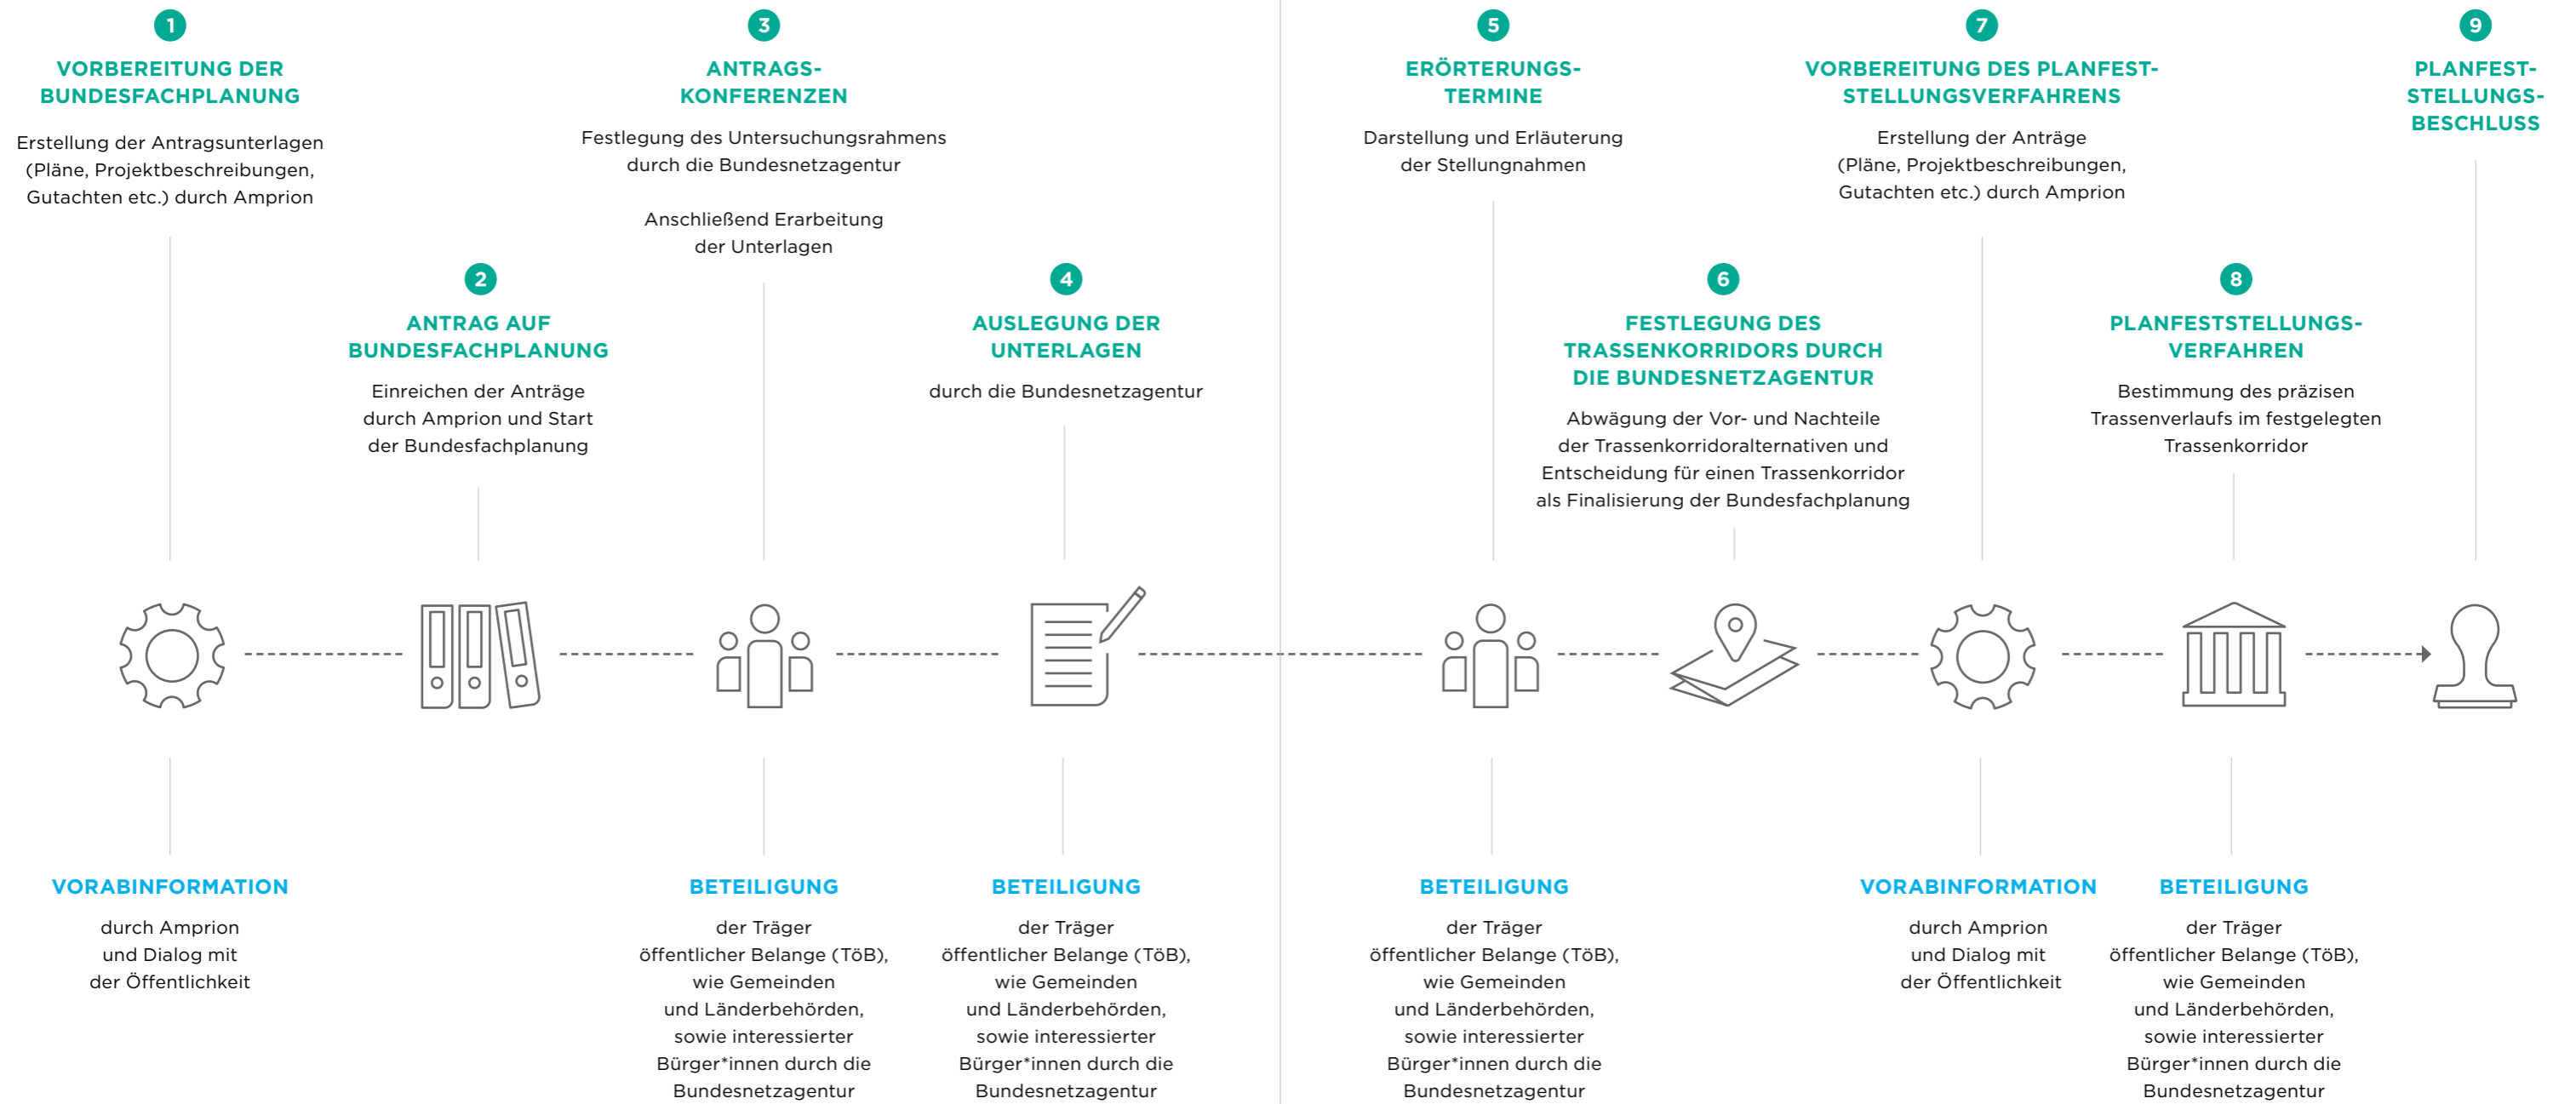 1
VORBEREITUNG DER
BUNDESFACHPLANUNG
Erstellung der Antragsunterlagen
(Pläne, Projektbeschreibungen,
Gutachten etc.) durch Amprion
VORABINFORMATION
durch Amprion
und Dialog mit
der Öffentlichkeit
2
ANTRAG AUF
BUNDESFACHPLANUNG
Einreichen der Anträge
durch Amprion und Start
der Bundesfachplanung
3
ANTRAGS-
KONFERENZEN
Festlegung des Untersuchungsrahmens
durch die Bundesnetzagentur
Anschließend Erarbeitung
der Unterlagen
BETEILIGUNG
der Träger
öffentlicher Belange (TöB),
wie Gemeinden
und Länderbehörden,
sowie interessierter
Bürger*innen durch die
Bundesnetzagentur
4
AUSLEGUNG DER
UNTERLAGEN
durch die Bundesnetzagentur
BETEILIGUNG
der Träger
öffentlicher Belange (TöB),
wie Gemeinden
und Länderbehörden,
sowie interessierter
Bürger*innen durch die
Bundesnetzagentur
5
ERÖRTERUNGS-
TERMINE
Darstellung und Erläuterung
der Stellungnahmen
BETEILIGUNG
der Träger
öffentlicher Belange (TöB),
wie Gemeinden
und Länderbehörden,
sowie interessierter
Bürger*innen durch die
Bundesnetzagentur
6
FESTLEGUNG DES
TRASSENKORRIDORS DURCH
DIE BUNDESNETZAGENTUR
Abwägung der Vor- und Nachteile
der Trassenkorridoralternativen und
Entscheidung für einen Trassenkorridor
als Finalisierung der Bundesfachplanung
7
VORBEREITUNG DES PLANFEST-
STELLUNGSVERFAHRENS
Erstellung der Anträge
(Pläne, Projektbeschreibungen,
Gutachten etc.) durch Amprion
VORABINFORMATION
durch Amprion
und Dialog mit
der Öffentlichkeit
8
PLANFESTSTELLUNGS-
VERFAHREN
Bestimmung des präzisen
Trassenverlaufs im festgelegten
Trassenkorridor
BETEILIGUNG
der Träger
öffentlicher Belange (TöB),
wie Gemeinden
und Länderbehörden,
sowie interessierter
Bürger*innen durch die
Bundesnetzagentur
9
PLANFEST-
STELLUNGS-
BESCHLUSS